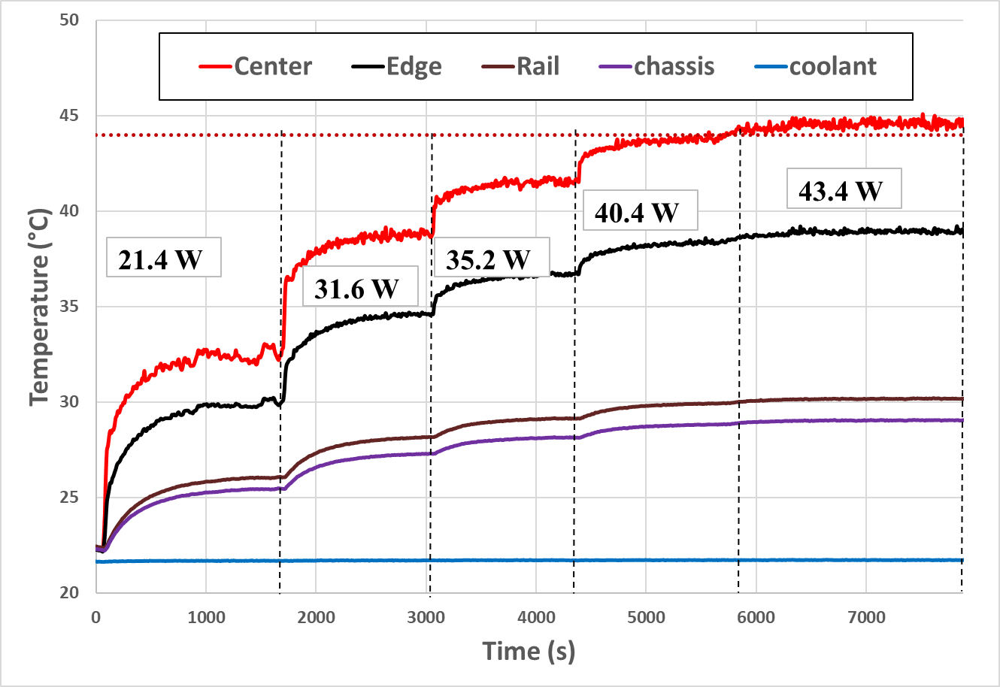 50
Center Edge Rail chassis coolant
45
43.4 W
40
40.4 W
21.4 W
35.2 W
31.6 W
35
30
25
20
Temperature (°C)
0 1000 2000 3000 4000 5000 6000 7000
Time (s)